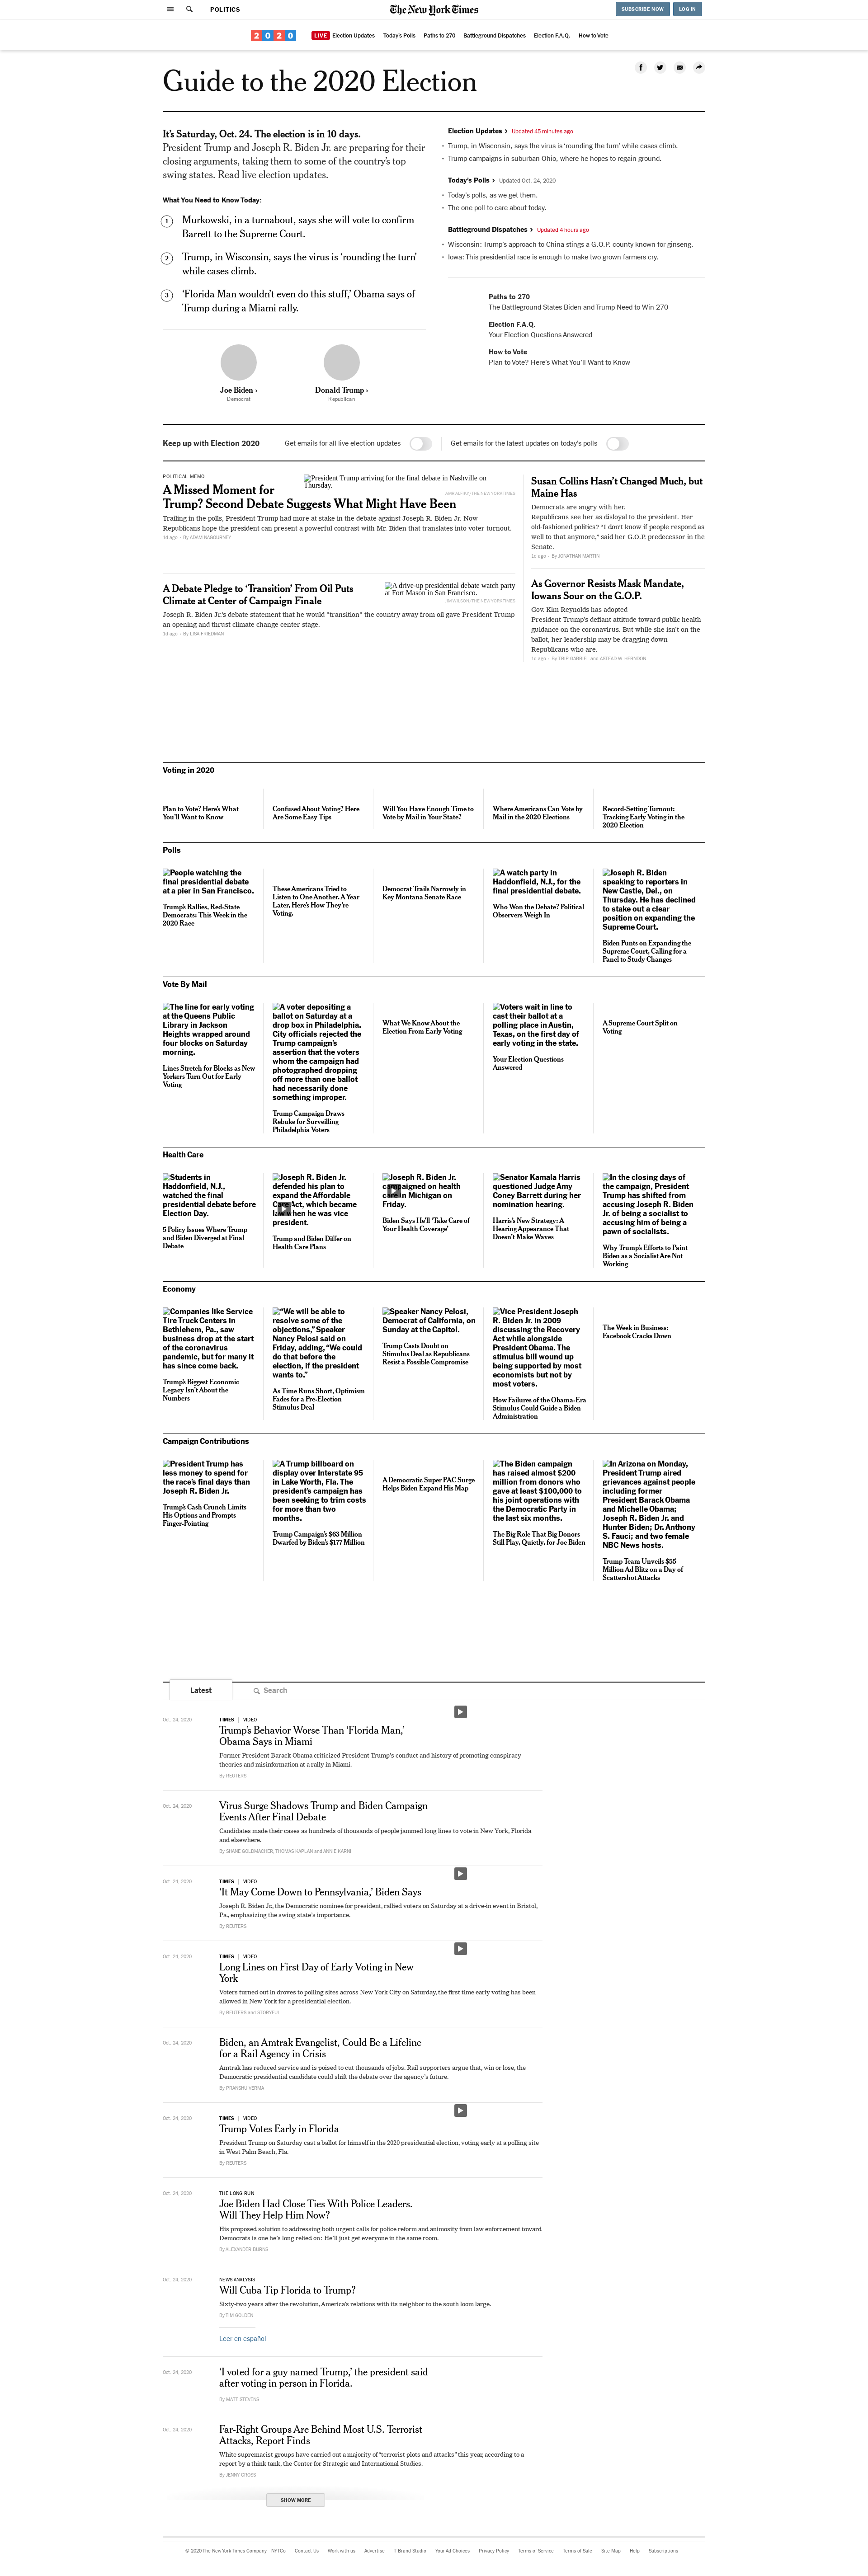 POLITICS
The New York Times
SUBSCRIBE NOW
LOG IN
2020
LIVE Election Updates
Today's Polls
Paths to 270
Battleground Dispatches
Election F.A.Q.
How to Vote
Guide to the 2020 Election
It's Saturday, Oct. 24. The election is in 10 days.
President Trump and Joseph R. Biden Jr. are preparing for their
closing arguments, taking them to some of the country's top
swing states. Read live election updates.
What You Need to Know Today:
1 Murkowski, in a turnabout, says she will vote to confirm
Barrett to the Supreme Court.
2 Trump, in Wisconsin, says the virus is 'rounding the turn'
while cases climb.
3 'Florida Man wouldn't even do this stuff,' Obama says of
Trump during a Miami rally.
Joe Biden ›
Democrat
Donald Trump ›
Republican
Election Updates › Updated 45 minutes ago
• Trump, in Wisconsin, says the virus is 'rounding the turn' while cases climb.
• Trump campaigns in suburban Ohio, where he hopes to regain ground.
Today's Polls › Updated Oct. 24, 2020
• Today's polls, as we get them.
• The one poll to care about today.
Battleground Dispatches › Updated 4 hours ago
• Wisconsin: Trump's approach to China stings a G.O.P. county known for ginseng.
• Iowa: This presidential race is enough to make two grown farmers cry.
Paths to 270
The Battleground States Biden and Trump Need to Win 270
Election F.A.Q.
Your Election Questions Answered
How to Vote
Plan to Vote? Here's What You'll Want to Know
Keep up with Election 2020
Get emails for all live election updates
Get emails for the latest updates on today's polls
POLITICAL MEMO
A Missed Moment for
Trump? Second Debate Suggests What Might Have Been
President Trump arriving for the final debate in Nashville on
Thursday.
Trailing in the polls, President Trump had more at stake in the debate against Joseph R. Biden Jr. Now
Republicans hope the president can present a powerful contrast with Mr. Biden that translates into voter turnout.
1d ago · By ADAM NAGOURNEY
A Debate Pledge to 'Transition' From Oil Puts
Climate at Center of Campaign Finale
A drive-up presidential debate watch party
at Fort Mason in San Francisco.
JIM WILSON/THE NEW YORK TIMES
Joseph R. Biden Jr.'s debate statement that he would "transition" the country away from oil gave President Trump
an opening and thrust climate change center stage.
1d ago · By LISA FRIEDMAN
Susan Collins Hasn't Changed Much, but
Maine Has
Democrats are angry with her.
Republicans see her as disloyal to the president. Her
old-fashioned politics? "I don't know if people respond as
well to that anymore," said her G.O.P. predecessor in the
Senate.
1d ago · By JONATHAN MARTIN
As Governor Resists Mask Mandate,
Iowans Sour on the G.O.P.
Gov. Kim Reynolds has adopted
President Trump's defiant attitude toward public health
guidance on the coronavirus. But while she isn't on the
ballot, her leadership may be dragging down
Republicans who are.
1d ago · By TRIP GABRIEL and ASTEAD W. HERNDON
Voting in 2020
Plan to Vote? Here's What
You'll Want to Know
Confused About Voting? Here
Are Some Easy Tips
Will You Have Enough Time to
Vote by Mail in Your State?
Where Americans Can Vote by
Mail in the 2020 Elections
Record-Setting Turnout:
Tracking Early Voting in the
2020 Election
Polls
People watching the
final presidential debate
at a pier in San Francisco.
Trump's Rallies, Red-State
Democrats: This Week in the
2020 Race
These Americans Tried to
Listen to One Another. A Year
Later, Here's How They're
Voting.
Democrat Trails Narrowly in
Key Montana Senate Race
A watch party in
Haddonfield, N.J., for the
final presidential debate.
Who Won the Debate? Political
Observers Weigh In
Joseph R. Biden
speaking to reporters in
New Castle, Del., on
Thursday. He has declined
to stake out a clear
position on expanding the
Supreme Court.
Biden Punts on Expanding the
Supreme Court, Calling for a
Panel to Study Changes
Vote By Mail
The line for early voting
at the Queens Public
Library in Jackson
Heights wrapped around
four blocks on Saturday
morning.
Lines Stretch for Blocks as New
Yorkers Turn Out for Early
Voting
A voter depositing a
ballot on Saturday at a
drop box in Philadelphia.
City officials rejected the
Trump campaign's
assertion that the voters
whom the campaign had
photographed dropping
off more than one ballot
had necessarily done
something improper.
Trump Campaign Draws
Rebuke for Surveilling
Philadelphia Voters
What We Know About the
Election From Early Voting
Voters wait in line to
cast their ballot at a
polling place in Austin,
Texas, on the first day of
early voting in the state.
Your Election Questions
Answered
A Supreme Court Split on
Voting
Health Care
Students in
Haddonfield, N.J.,
watched the final
presidential debate before
Election Day.
5 Policy Issues Where Trump
and Biden Diverged at Final
Debate
Joseph R. Biden Jr.
defended his plan to
expand the Affordable
Care Act, which became
when he was vice
president.
Trump and Biden Differ on
Health Care Plans
Joseph R. Biden Jr.
campaigned on health
in Michigan on
Friday.
Biden Says He'll 'Take Care of
Your Health Coverage'
Senator Kamala Harris
questioned Judge Amy
Coney Barrett during her
nomination hearing.
Harris's New Strategy: A
Hearing Appearance That
Doesn't Make Waves
In the closing days of
the campaign, President
Trump has shifted from
accusing Joseph R. Biden
Jr. of being a socialist to
accusing him of being a
pawn of socialists.
Why Trump's Efforts to Paint
Biden as a Socialist Are Not
Working
Economy
Companies like Service
Tire Truck Centers in
Bethlehem, Pa., saw
business drop at the start
of the coronavirus
pandemic, but for many it
has since come back.
Trump's Biggest Economic
Legacy Isn't About the
Numbers
"We will be able to
resolve some of the
objections," Speaker
Nancy Pelosi said on
Friday, adding, "We could
do that before the
election, if the president
wants to."
As Time Runs Short, Optimism
Fades for a Pre-Election
Stimulus Deal
Speaker Nancy Pelosi,
Democrat of California, on
Sunday at the Capitol.
Trump Casts Doubt on
Stimulus Deal as Republicans
Resist a Possible Compromise
Vice President Joseph
R. Biden Jr. in 2009
discussing the Recovery
Act while alongside
President Obama. The
stimulus bill wound up
being supported by most
economists but not by
most voters.
How Failures of the Obama-Era
Stimulus Could Guide a Biden
Administration
The Week in Business:
Facebook Cracks Down
Campaign Contributions
President Trump has
less money to spend for
the race's final days than
Joseph R. Biden Jr.
Trump's Cash Crunch Limits
His Options and Prompts
Finger-Pointing
A Trump billboard on
display over Interstate 95
in Lake Worth, Fla. The
president's campaign has
been seeking to trim costs
for more than two
months.
Trump Campaign's $63 Million
Dwarfed by Biden's $177 Million
A Democratic Super PAC Surge
Helps Biden Expand His Map
The Biden campaign
has raised almost $200
million from donors who
gave at least $100,000 to
his joint operations with
the Democratic Party in
the last six months.
The Big Role That Big Donors
Still Play, Quietly, for Joe Biden
In Arizona on Monday,
President Trump aired
grievances against people
including former
President Barack Obama
and Michelle Obama;
Joseph R. Biden Jr. and
Hunter Biden; Dr. Anthony
S. Fauci; and two female
NBC News hosts.
Trump Team Unveils $55
Million Ad Blitz on a Day of
Scattershot Attacks
Latest
Search
Oct. 24, 2020
TIMES | VIDEO
Trump's Behavior Worse Than 'Florida Man,'
Obama Says in Miami
Former President Barack Obama criticized President Trump's conduct and history of promoting conspiracy
theories and misinformation at a rally in Miami.
By REUTERS
Oct. 24, 2020
Virus Surge Shadows Trump and Biden Campaign
Events After Final Debate
Candidates made their cases as hundreds of thousands of people jammed long lines to vote in New York, Florida
and elsewhere.
By SHANE GOLDMACHER, THOMAS KAPLAN and ANNIE KARNI
Oct. 24, 2020
TIMES | VIDEO
'It May Come Down to Pennsylvania,' Biden Says
Joseph R. Biden Jr., the Democratic nominee for president, rallied voters on Saturday at a drive-in event in Bristol,
Pa., emphasizing the swing state's importance.
By REUTERS
Oct. 24, 2020
TIMES | VIDEO
Long Lines on First Day of Early Voting in New
York
Voters turned out in droves to polling sites across New York City on Saturday, the first time early voting has been
allowed in New York for a presidential election.
By REUTERS and STORYFUL
Oct. 24, 2020
Biden, an Amtrak Evangelist, Could Be a Lifeline
for a Rail Agency in Crisis
Amtrak has reduced service and is poised to cut thousands of jobs. Rail supporters argue that, win or lose, the
Democratic presidential candidate could shift the debate over the agency's future.
By PRANSHU VERMA
Oct. 24, 2020
TIMES | VIDEO
Trump Votes Early in Florida
President Trump on Saturday cast a ballot for himself in the 2020 presidential election, voting early at a polling site
in West Palm Beach, Fla.
By REUTERS
Oct. 24, 2020
THE LONG RUN
Joe Biden Had Close Ties With Police Leaders.
Will They Help Him Now?
His proposed solution to addressing both urgent calls for police reform and animosity from law enforcement toward
Democrats is one he's long relied on: He'll just get everyone in the same room.
By ALEXANDER BURNS
Oct. 24, 2020
NEWS ANALYSIS
Will Cuba Tip Florida to Trump?
Sixty-two years after the revolution, America's relations with its neighbor to the south loom large.
By TIM GOLDEN
Leer en español
Oct. 24, 2020
'I voted for a guy named Trump,' the president said
after voting in person in Florida.
By MATT STEVENS
Oct. 24, 2020
Far-Right Groups Are Behind Most U.S. Terrorist
Attacks, Report Finds
White supremacist groups have carried out a majority of "terrorist plots and attacks" this year, according to a
report by a think tank, the Center for Strategic and International Studies.
By JENNY GROSS
SHOW MORE
© 2020 The New York Times Company
NYTCo
Contact Us
Work with us
Advertise
T Brand Studio
Your Ad Choices
Privacy Policy
Terms of Service
Terms of Sale
Site Map
Help
Subscriptions